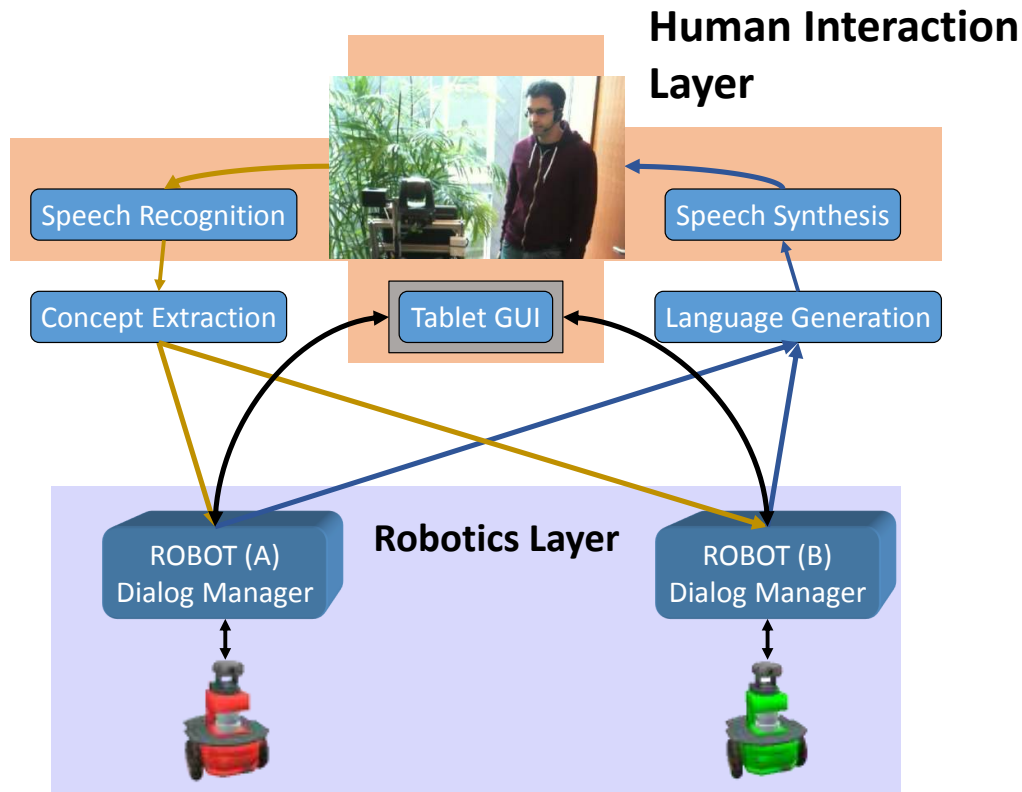 Human Interaction
Layer
Speech Recognition
Speech Synthesis
Concept Extraction
Tablet GUI
Language Generation
Robotics Layer
ROBOT (A)
Dialog Manager
ROBOT (B)
Dialog Manager